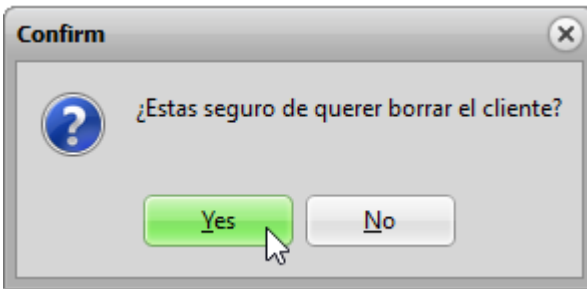 Confirm
¿Estas seguro de querer borrar el cliente?
Yes
No